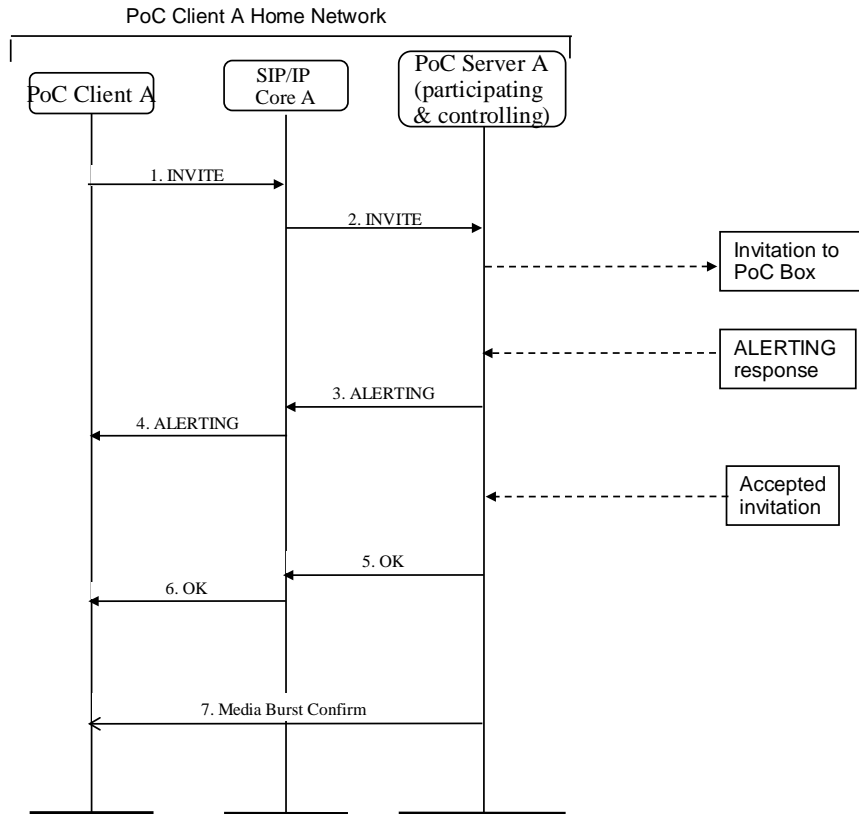 PoC Client A Home Network
PoC Client A
SIP/IP
Core A
PoC Server A
(participating
& controlling)
1. INVITE
2. INVITE
Invitation to
PoC Box
ALERTING
response
3. ALERTING
4. ALERTING
Accepted
invitation
5. OK
6. OK
7. Media Burst Confirm